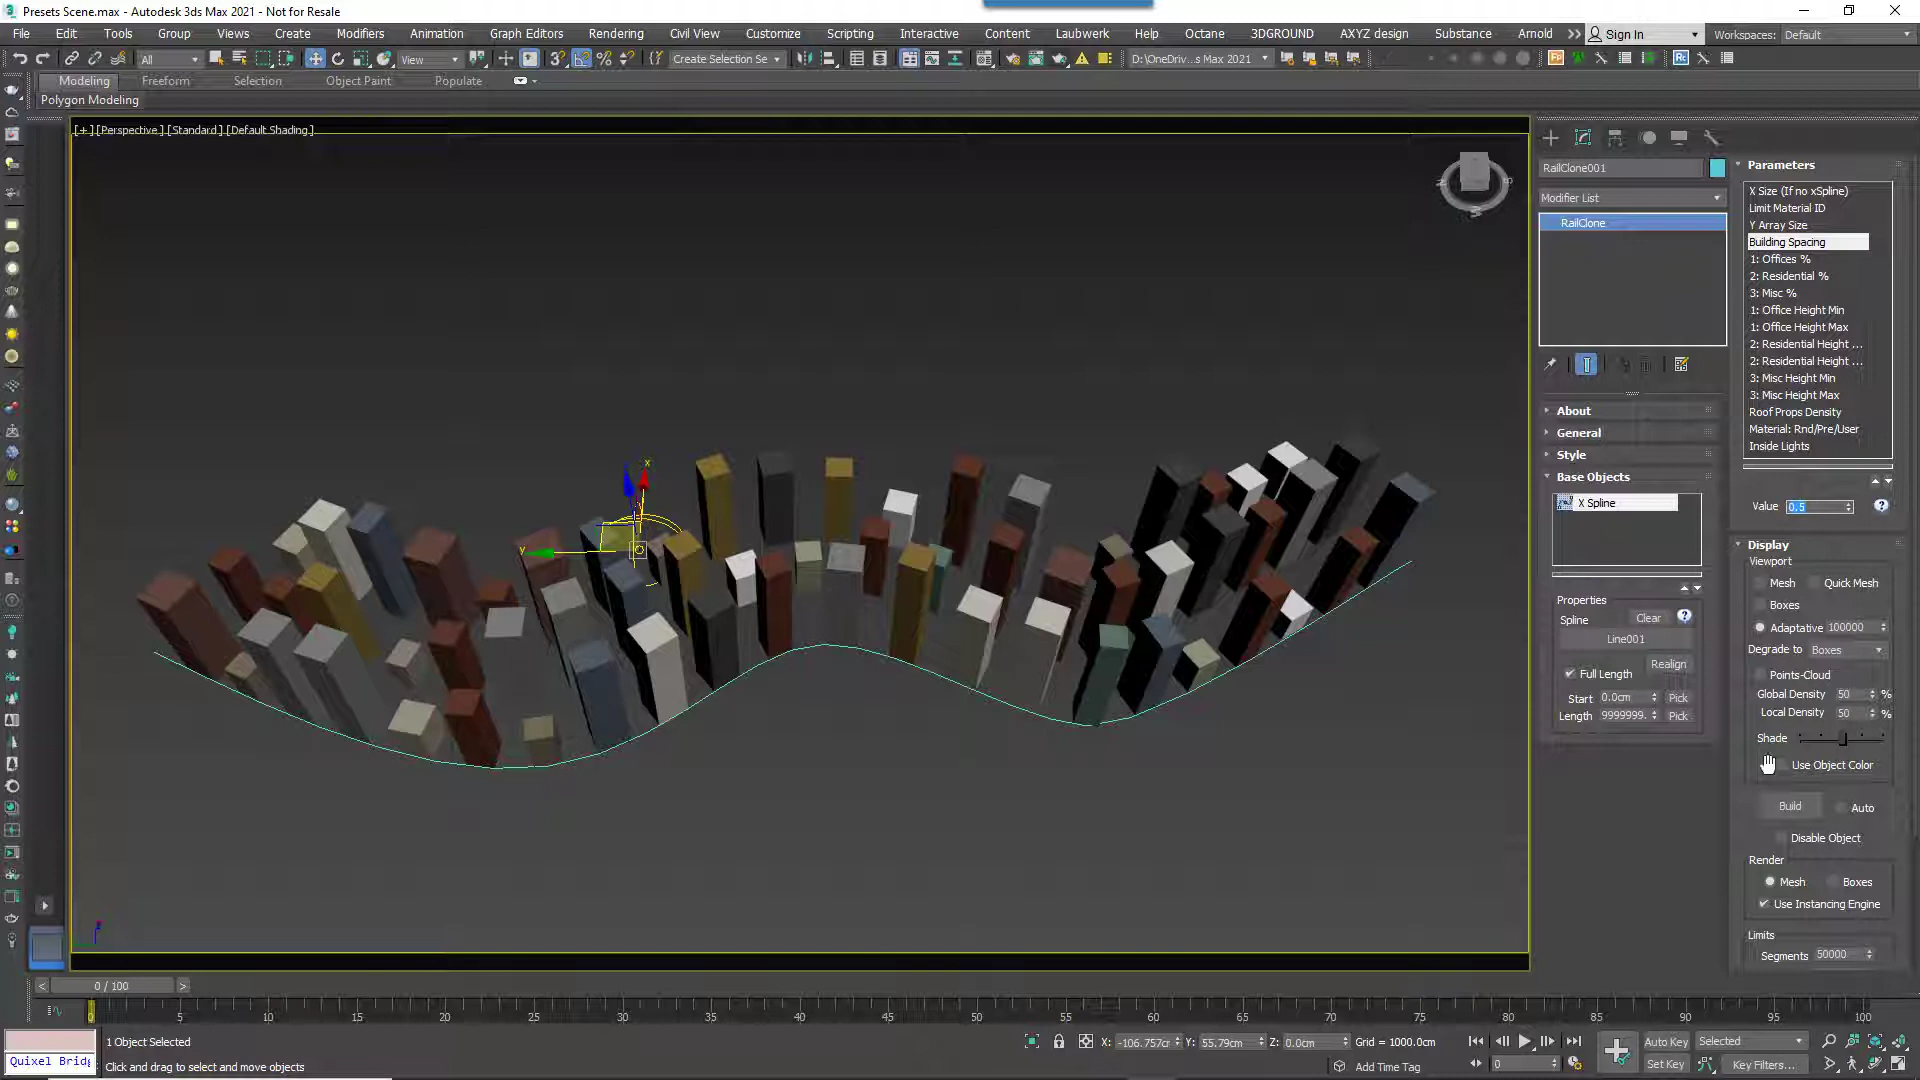 Presets Scene.max - Autodesk 3ds Max 2021 - Not for Resale
File Edit Tools Group Views Create Modifiers Animation Graph Editors Rendering Civil View Customize Scripting Interactive Content Laubwerk Help Octane 3DGROUND AXYZ design Substance Arnold Sign In Workspaces: Default
All View Create Selection Se D:\OneDriv...s Max 2021
Modeling Freeform Selection Object Paint Populate
Polygon Modeling
[+] [Perspective] [Standard] [Default Shading]
RailClone001
Modifier List
RailClone
About
General
Style
Base Objects
X Spline
Properties
Spline Clear
Line001
Realign
Full Length
Start 0.0cm Pick
Length 9999999. Pick
Parameters
X Size (If no xSpline)
Limit Material ID
Y Array Size
Building Spacing
1: Offices %
2: Residential %
3: Misc %
1: Office Height Min
1: Office Height Max
2: Residential Height ...
2: Residential Height ...
3: Misc Height Min
3: Misc Height Max
Roof Props Density
Material: Rnd/Pre/User
Inside Lights
Value 0.5
Display
Viewport
Mesh Quick Mesh
Boxes
Adaptative 100000
Degrade to Boxes
Points-Cloud
Global Density 50 %
Local Density 50 %
Shade
Use Object Color
Build Auto
Disable Object
Render
Mesh Boxes
Use Instancing Engine
Limits
Segments 50000
x
y
< 0 / 100 >
0 5 10 15 20 25 30 35 40 45 50 55 60 65 70 75 80 85 90 95 100
1 Object Selected X: -106.757cm Y: 55.79cm Z: 0.0cm Grid = 1000.0cm Auto Key Selected
Quixel Bridg Click and drag to select and move objects Add Time Tag 0 Set Key Key Filters...